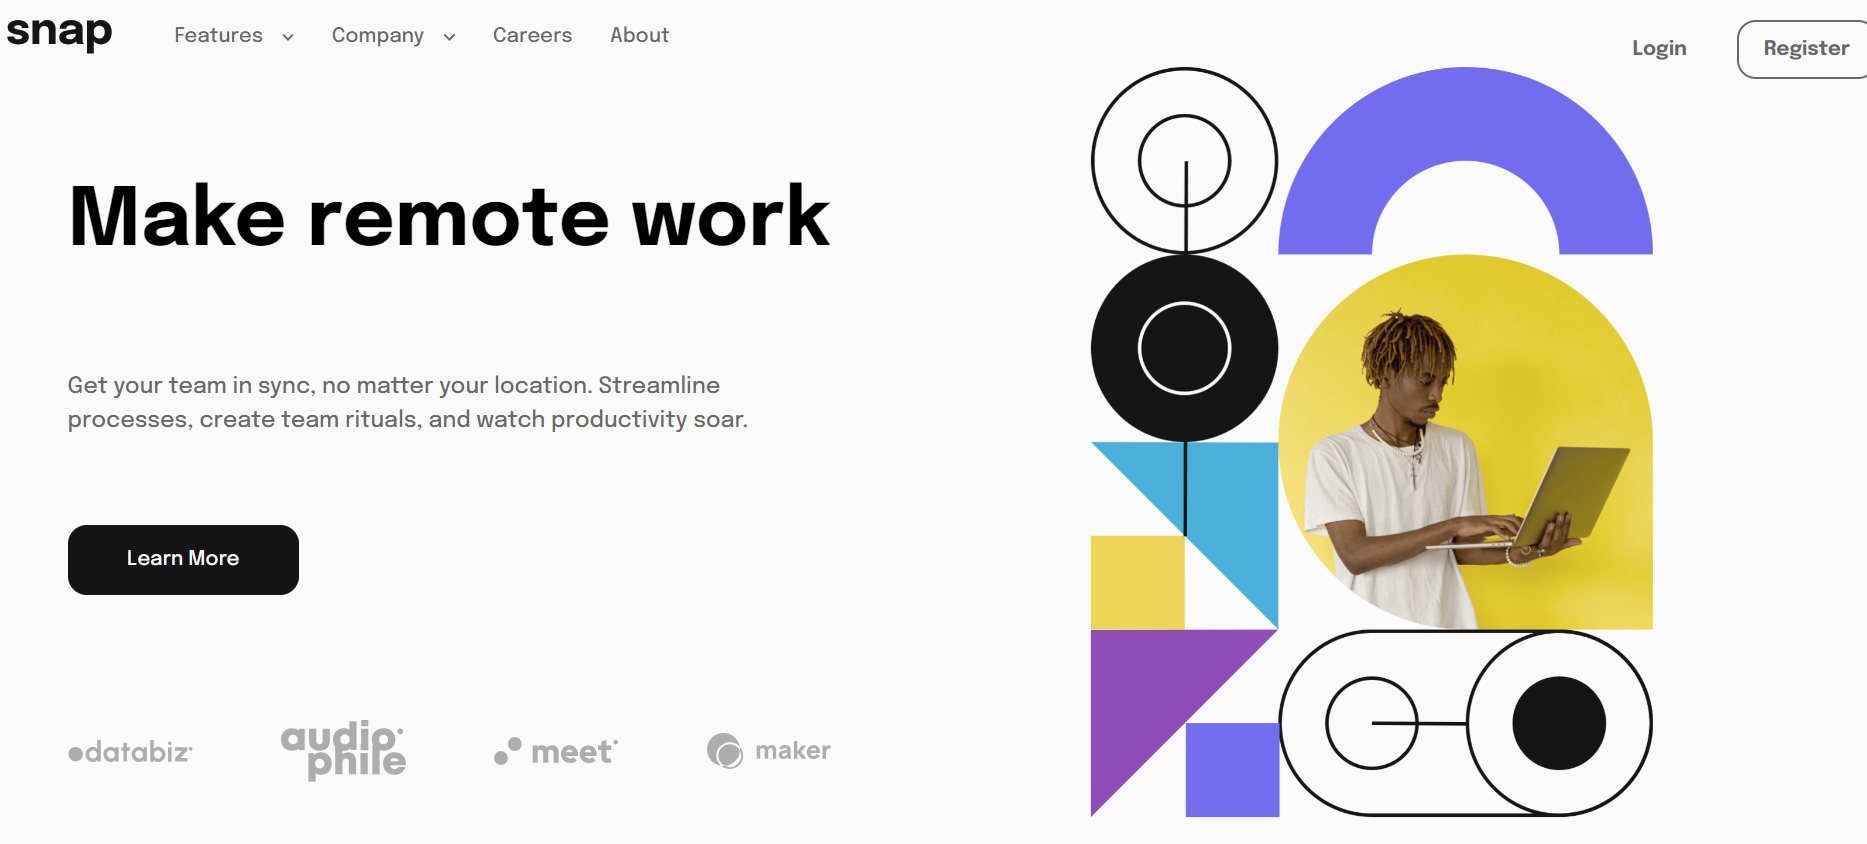 snap
Features
Company
Careers
About
Login
Register
Make remote work
Get your team in sync, no matter your location. Streamline
processes, create team rituals, and watch productivity soar.
Learn More
databiz
audio
phile
meet
maker